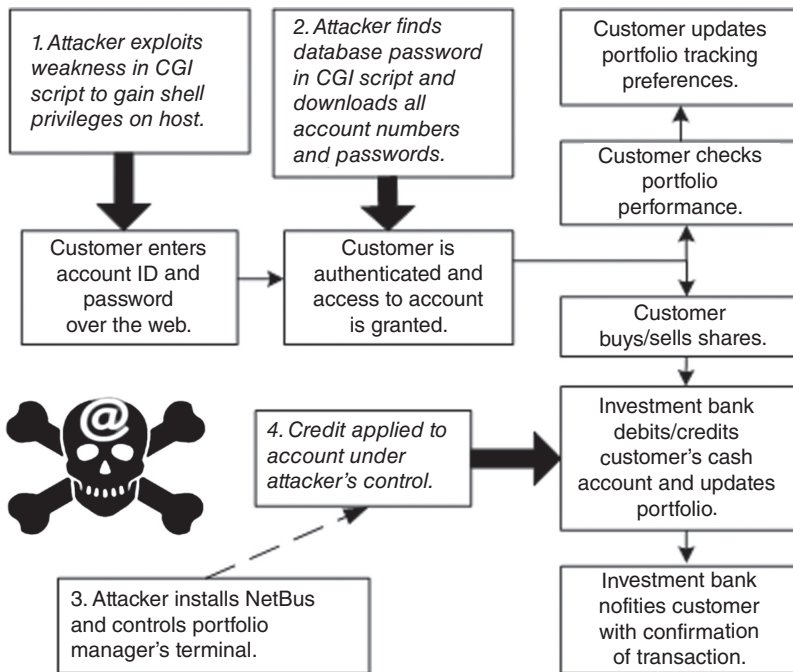 1. Attacker exploits
weakness in CGI
script to gain shell
privileges on host.
2. Attacker finds
database password
in CGI script and
downloads all
account numbers
and passwords.
Customer updates
portfolio tracking
preferences.
Customer checks
portfolio
performance.
Customer enters
account ID and
password
over the web.
Customer is
authenticated and
access to account
is granted.
Customer
buys/sells shares.
@
4. Credit applied to
account under
attacker's control.
Investment bank
debits/credits
customer's cash
account and updates
portfolio.
3. Attacker installs NetBus
and controls portfolio
manager's terminal.
Investment bank
nofities customer
with confirmation
of transaction.